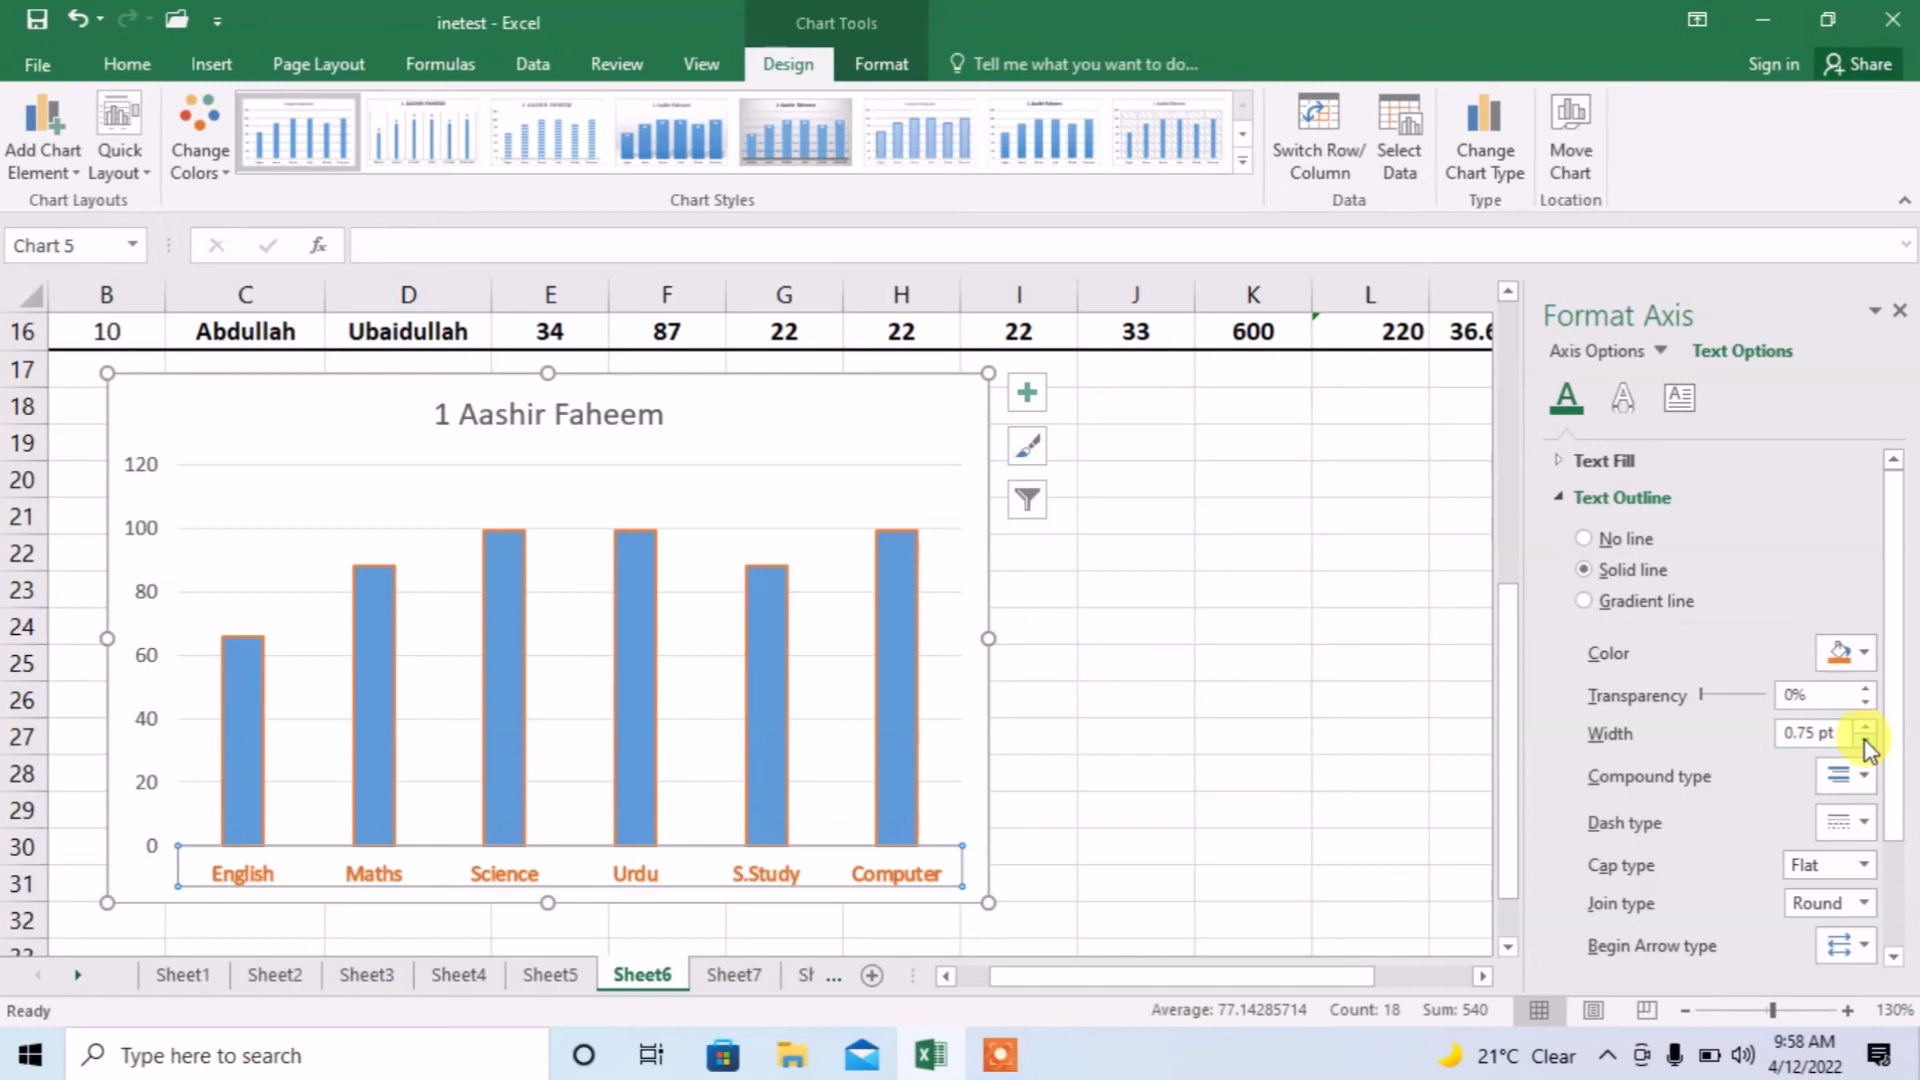 inetest - Excel
Chart Tools
File Home Insert Page Layout Formulas Data Review View Design Format Tell me what you want to do... Sign in Share
Add Chart Element
Quick Layout
Change Colors
Switch Row/ Column
Select Data
Change Chart Type
Move Chart
Chart Layouts Chart Styles Data Type Location
Chart 5 fx
B C D E F G H I J K L
16 10 Abdullah Ubaidullah 34 87 22 22 22 33 600 220
17
18
19
20
21
22
23
24
25
26
27
28
29
30
31
32
1 Aashir Faheem
120
100
80
60
40
20
0
English Maths Science Urdu S.Study Computer
Format Axis
Axis Options Text Options
Text Fill
Text Outline
No line
Solid line
Gradient line
Color
Transparency 0%
Width 0.75 pt
Compound type
Dash type
Cap type Flat
Join type Round
Begin Arrow type
Sheet1 Sheet2 Sheet3 Sheet4 Sheet5 Sheet6 Sheet7 Sh ...
Ready Average: 77.14285714 Count: 18 Sum: 540 130%
Type here to search 21°C Clear 9:58 AM
4/12/2022